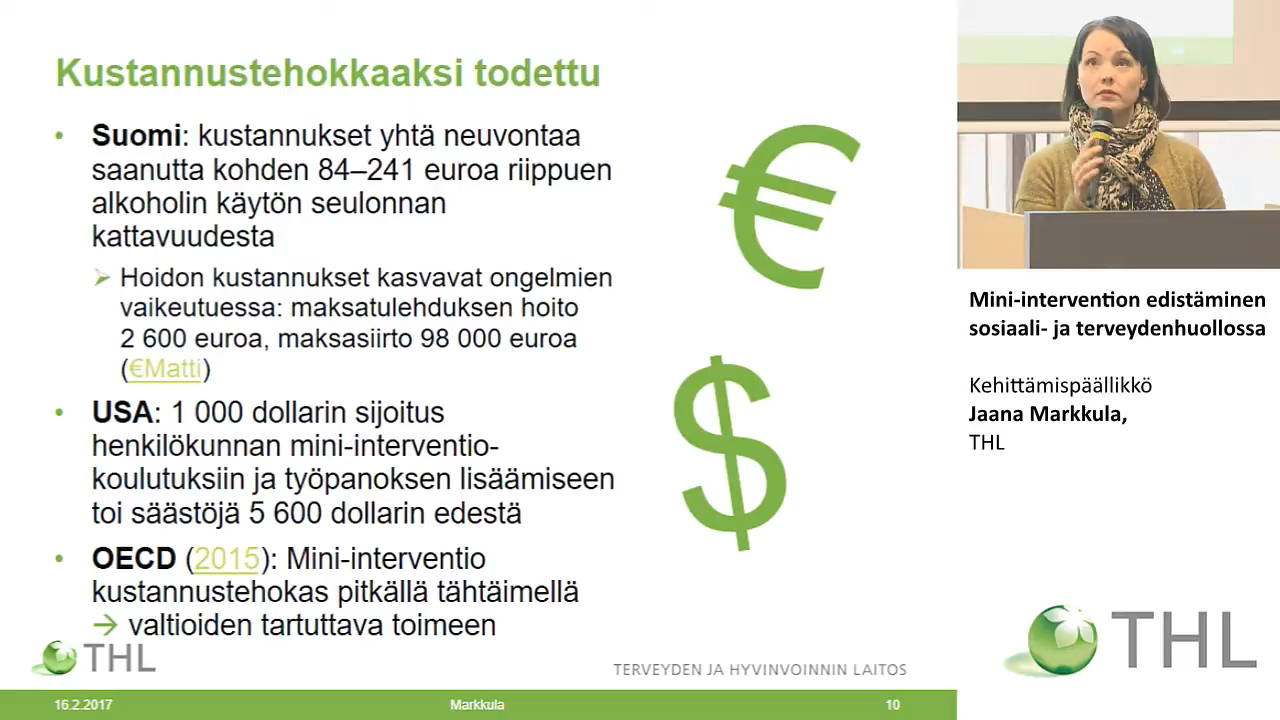 Kustannustehokkaaksi todettu
• Suomi: kustannukset yhtä neuvontaa
saanutta kohden 84–241 euroa riippuen
alkoholin käytön seulonnan
kattavuudesta
➢ Hoidon kustannukset kasvavat ongelmien
vaikeutuessa: maksatulehduksen hoito
2 600 euroa, maksasiirto 98 000 euroa
(€Matti)
• USA: 1 000 dollarin sijoitus
henkilökunnan mini-interventio-
koulutuksiin ja työpanoksen lisäämiseen
toi säästöjä 5 600 dollarin edestä
• OECD (2015): Mini-interventio
kustannustehokas pitkällä tähtäimellä
→ valtioiden tartuttava toimeen
€
$
THL
TERVEYDEN JA HYVINVOINNIN LAITOS
16.2.2017
Markkula
10
Mini-intervention edistäminen
sosiaali- ja terveydenhuollossa
Kehittämispäällikkö
Jaana Markkula,
THL
THL